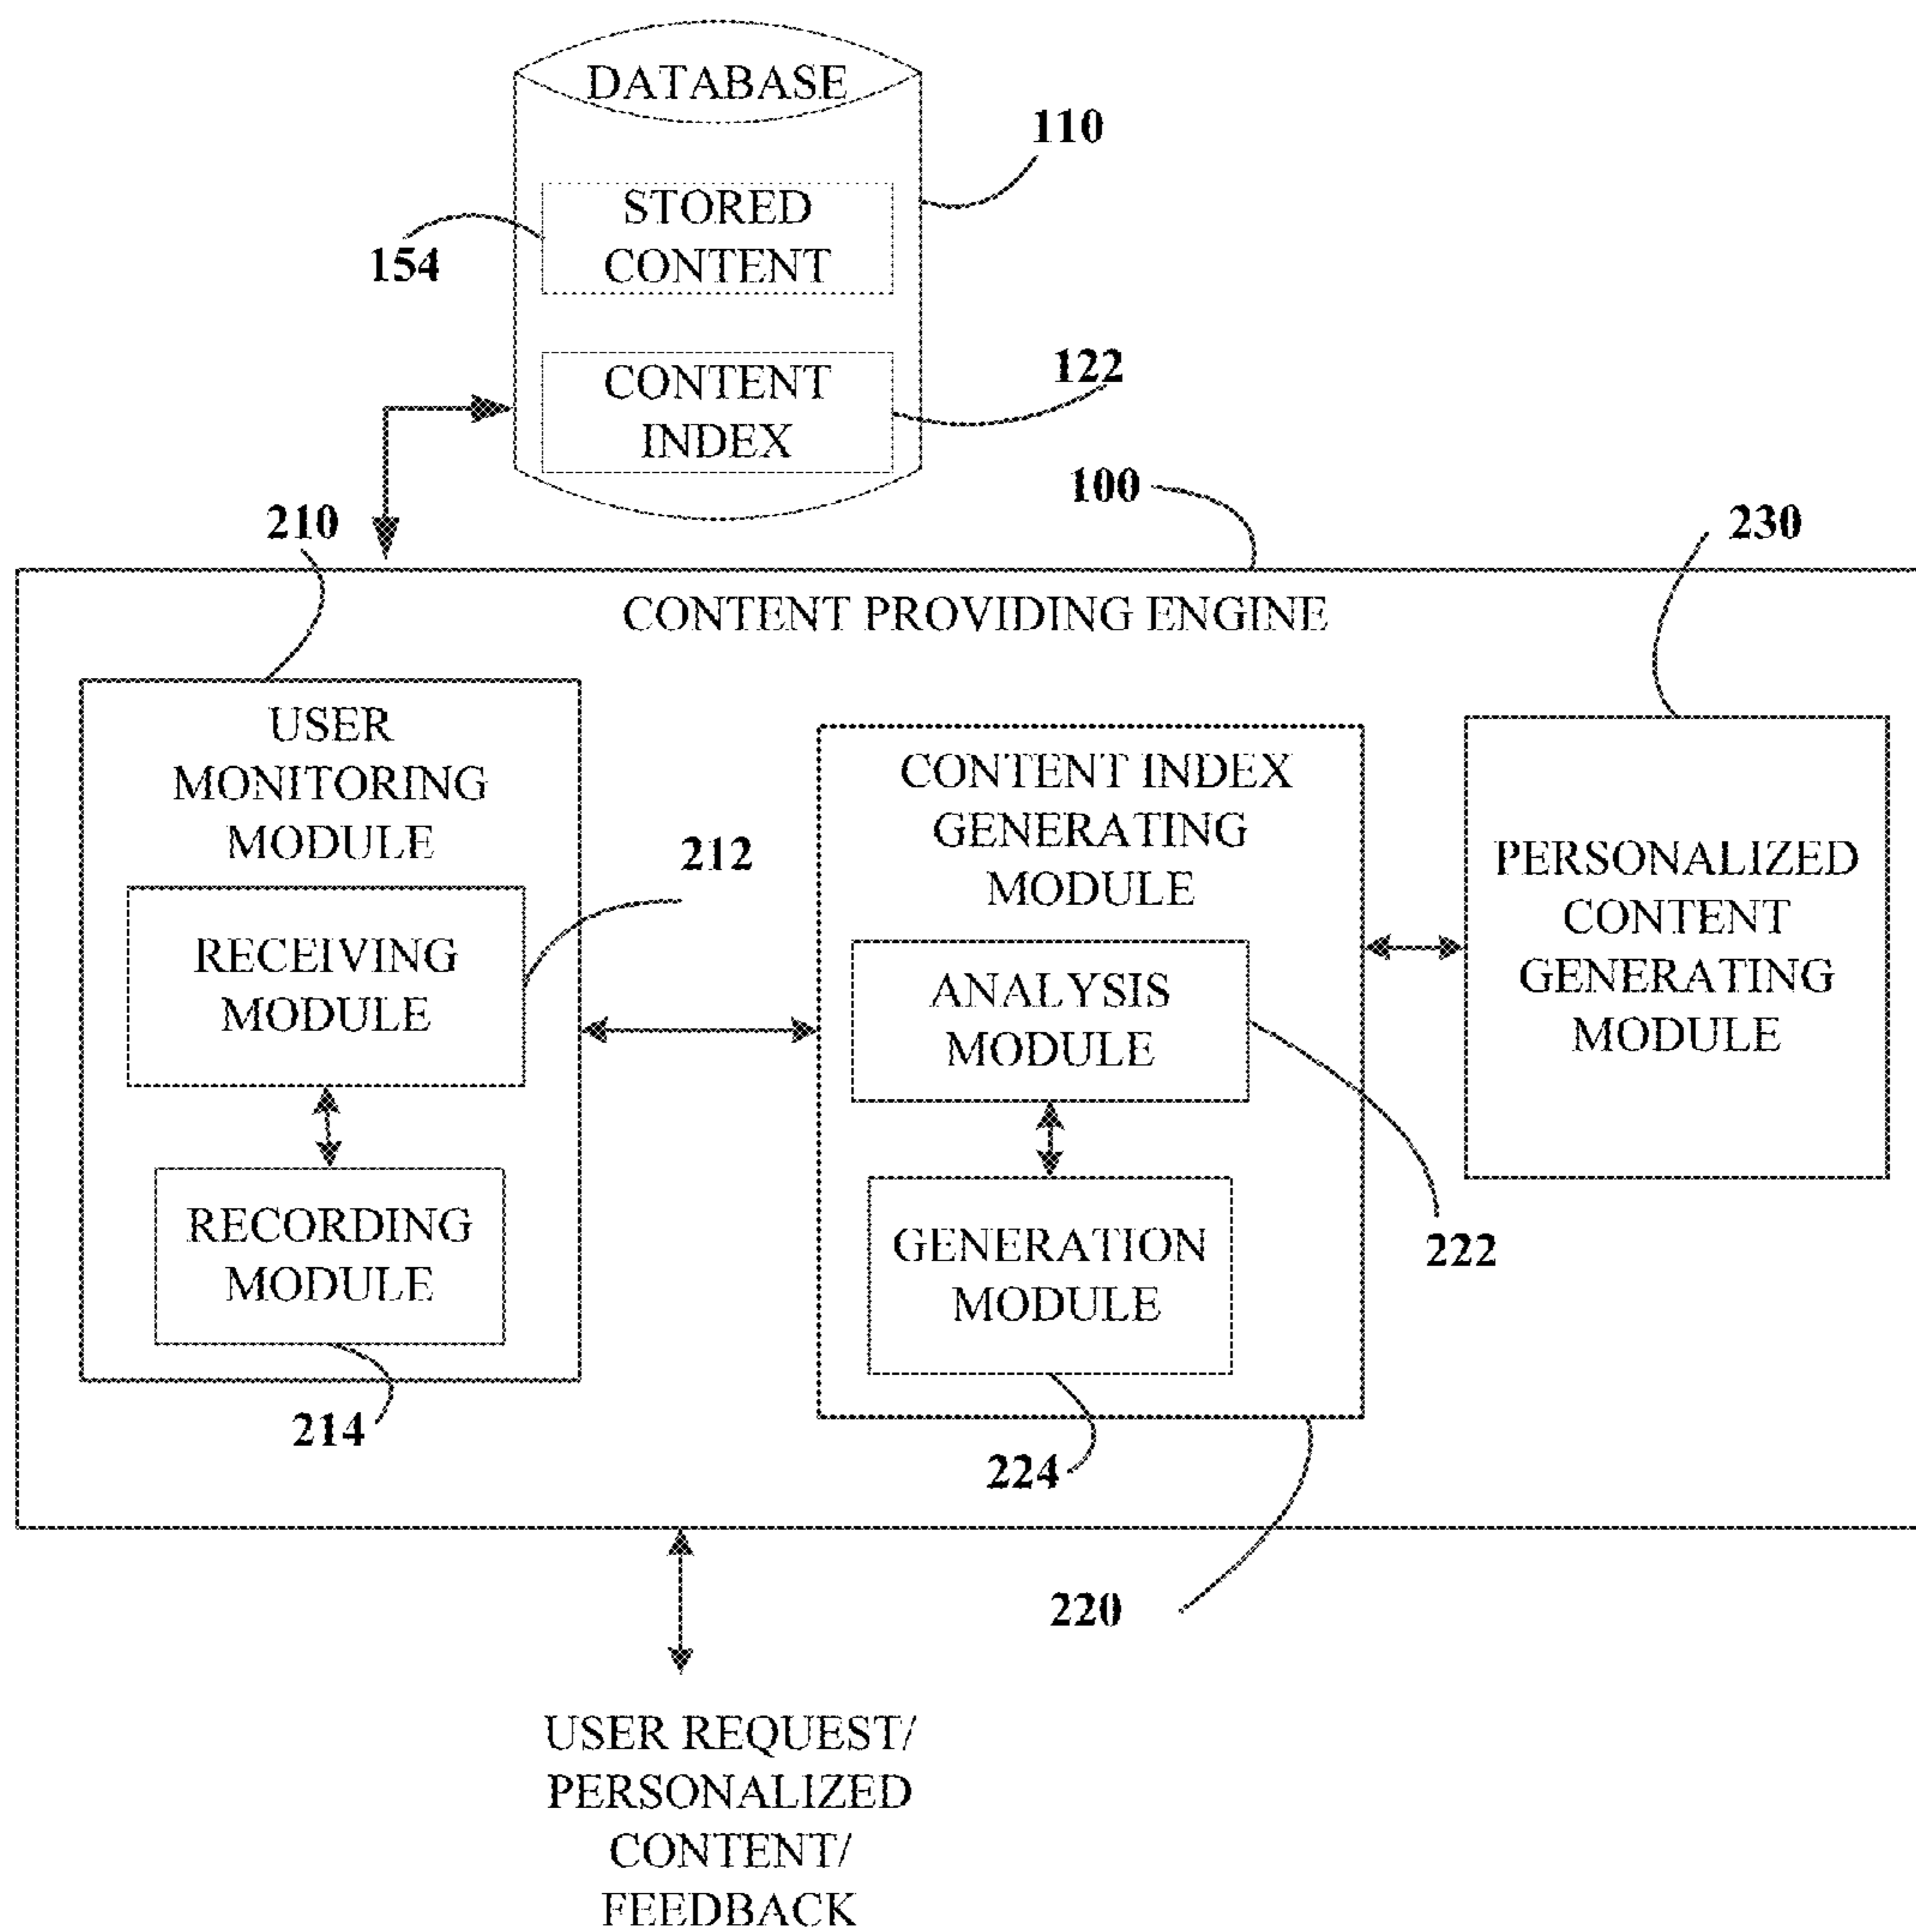 DATABASE
110
STORED
CONTENT
154
CONTENT
INDEX
122
100
210
230
CONTENT PROVIDING ENGINE
USER
MONITORING
MODULE
212
RECEIVING
MODULE
RECORDING
MODULE
214
CONTENT INDEX
GENERATING
MODULE
ANALYSIS
MODULE
GENERATION
MODULE
222
224
220
PERSONALIZED
CONTENT
GENERATING
MODULE
USER REQUEST/
PERSONALIZED
CONTENT/
FEEDBACK